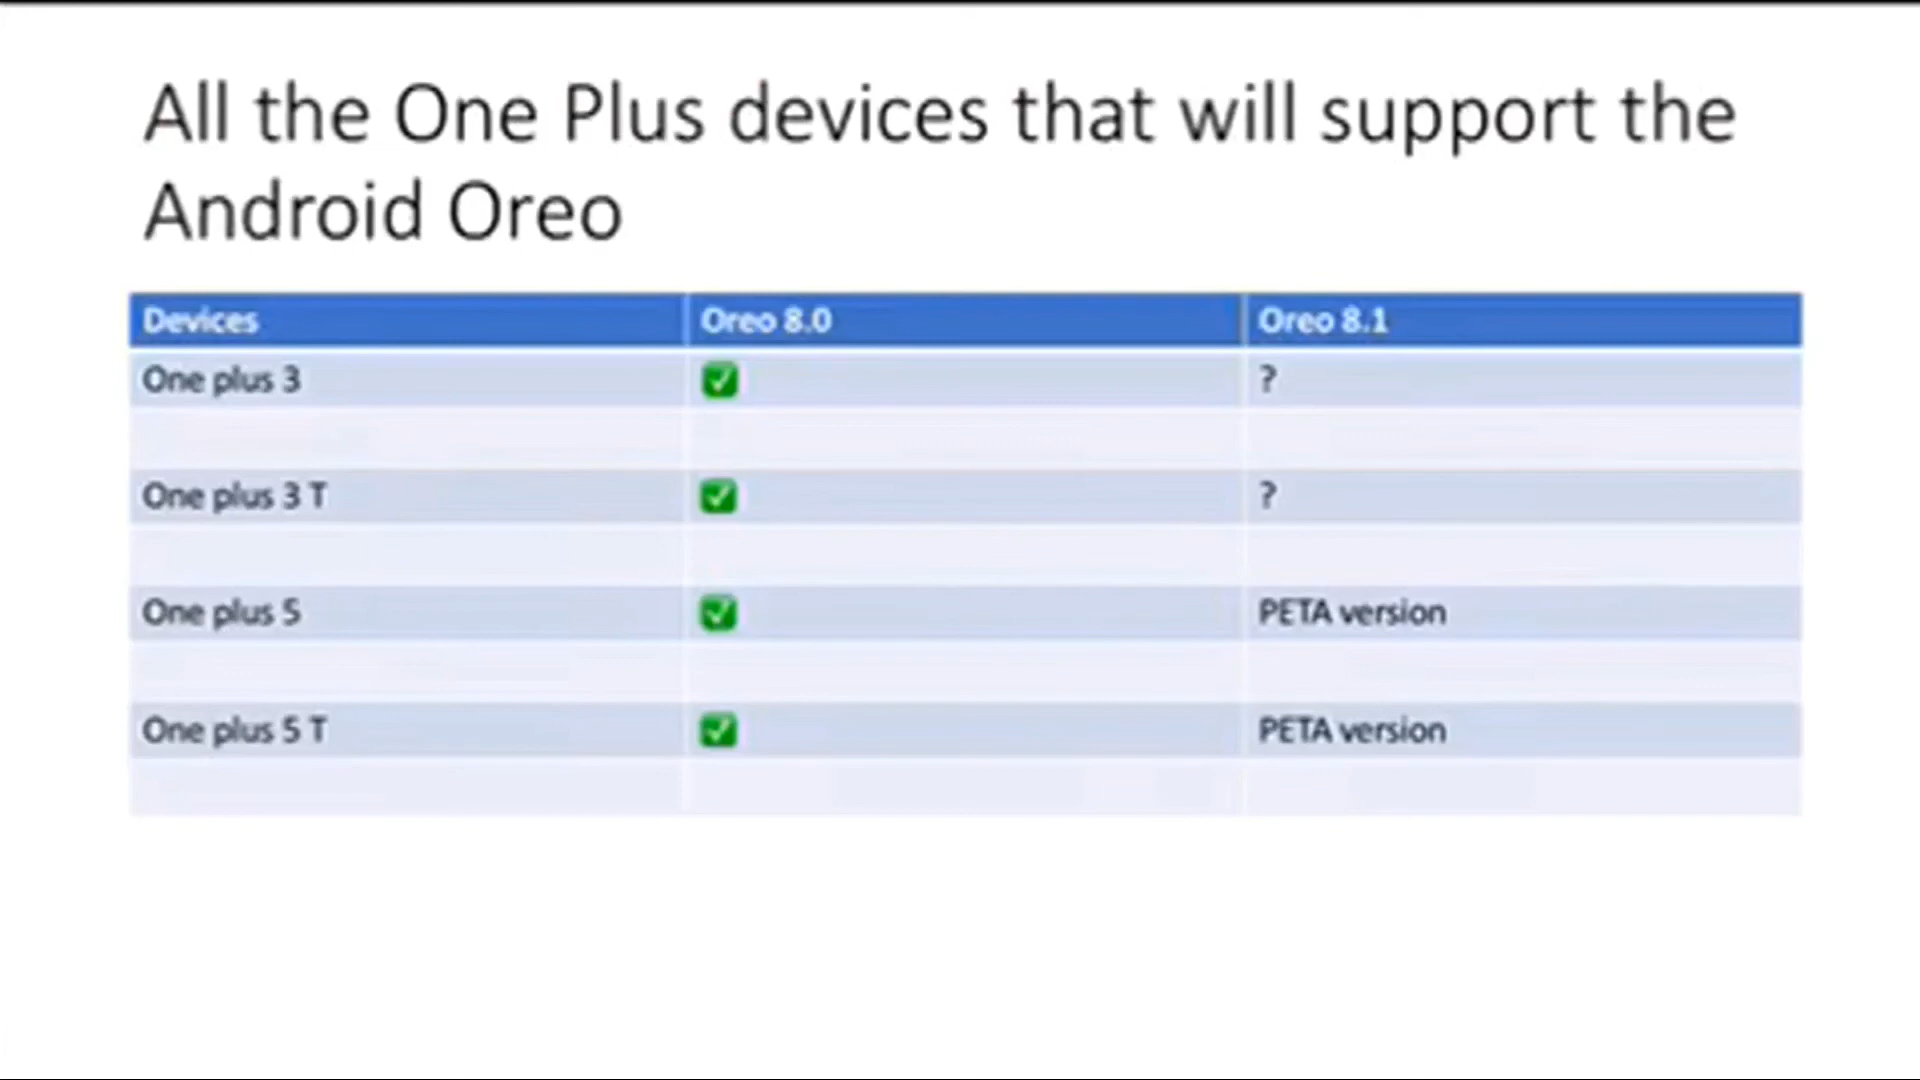 All the One Plus devices that will support the
Android Oreo
Devices Oreo 8.0 Oreo 8.1
One plus 3 ✅ ?
One plus 3 T ✅ ?
One plus 5 ✅ PETA version
One plus 5 T ✅ PETA version